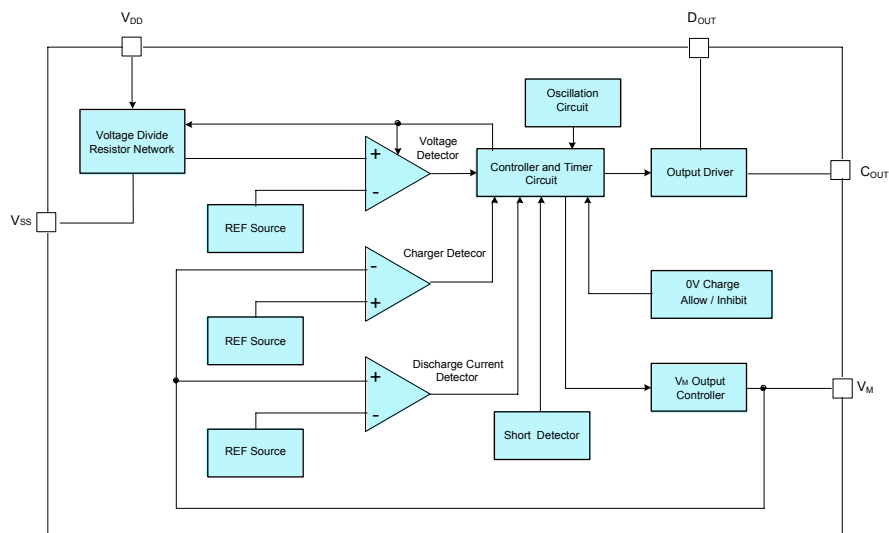 VDD
DOUT
Oscillation
Circuit
Voltage Divide
Resistor Network
Voltage
Detector
+
-
Controller and Timer
Circuit
Output Driver
COUT
VSS
REF Source
Charger Detecor
-
+
0V Charge
Allow / Inhibit
REF Source
Discharge Current
Detector
+
-
VM Output
Controller
VM
Short Detector
REF Source